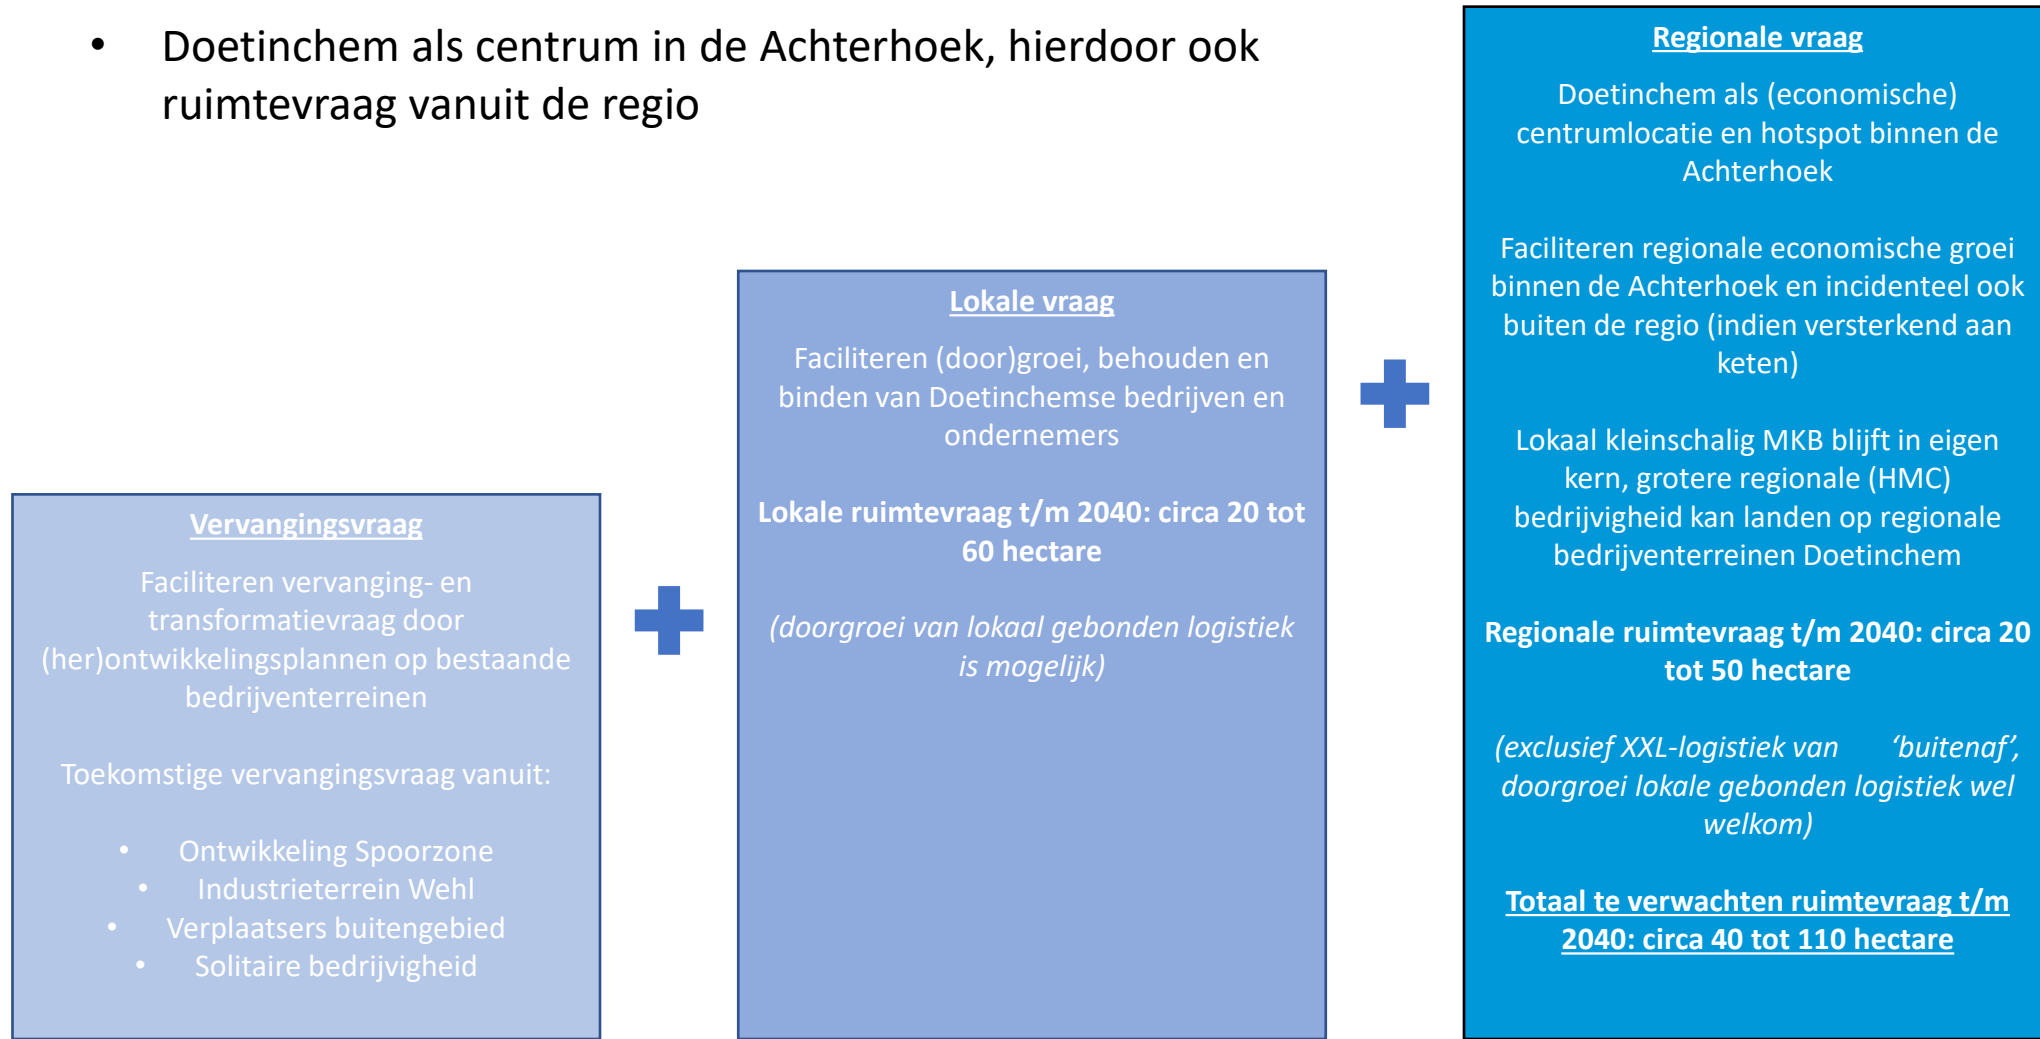 • Doetinchem als centrum in de Achterhoek, hierdoor ook
ruimtevraag vanuit de regio
Vervangingsvraag
Faciliteren vervanging- en
transformatievraag door
(her)ontwikkelingsplannen op bestaande
bedrijventerreinen
Toekomstige vervangingsvraag vanuit:
• Ontwikkeling Spoorzone
• Industrieterrein Wehl
• Verplaatsers buitengebied
• Solitaire bedrijvigheid
Lokale vraag
Faciliteren (door)groei, behouden en
binden van Doetinchemse bedrijven en
ondernemers
Lokale ruimtevraag t/m 2040: circa 20 tot
60 hectare
(doorgroei van lokaal gebonden logistiek
is mogelijk)
Regionale vraag
Doetinchem als (economische)
centrumlocatie en hotspot binnen de
Achterhoek
Faciliteren regionale economische groei
binnen de Achterhoek en incidenteel ook
buiten de regio (indien versterkend aan
keten)
Lokaal kleinschalig MKB blijft in eigen
kern, grotere regionale (HMC)
bedrijvigheid kan landen op regionale
bedrijventerreinen Doetinchem
Regionale ruimtevraag t/m 2040: circa 20
tot 50 hectare
(exclusief XXL-logistiek van ‘buitenaf’,
doorgroei lokale gebonden logistiek wel
welkom)
Totaal te verwachten ruimtevraag t/m
2040: circa 40 tot 110 hectare